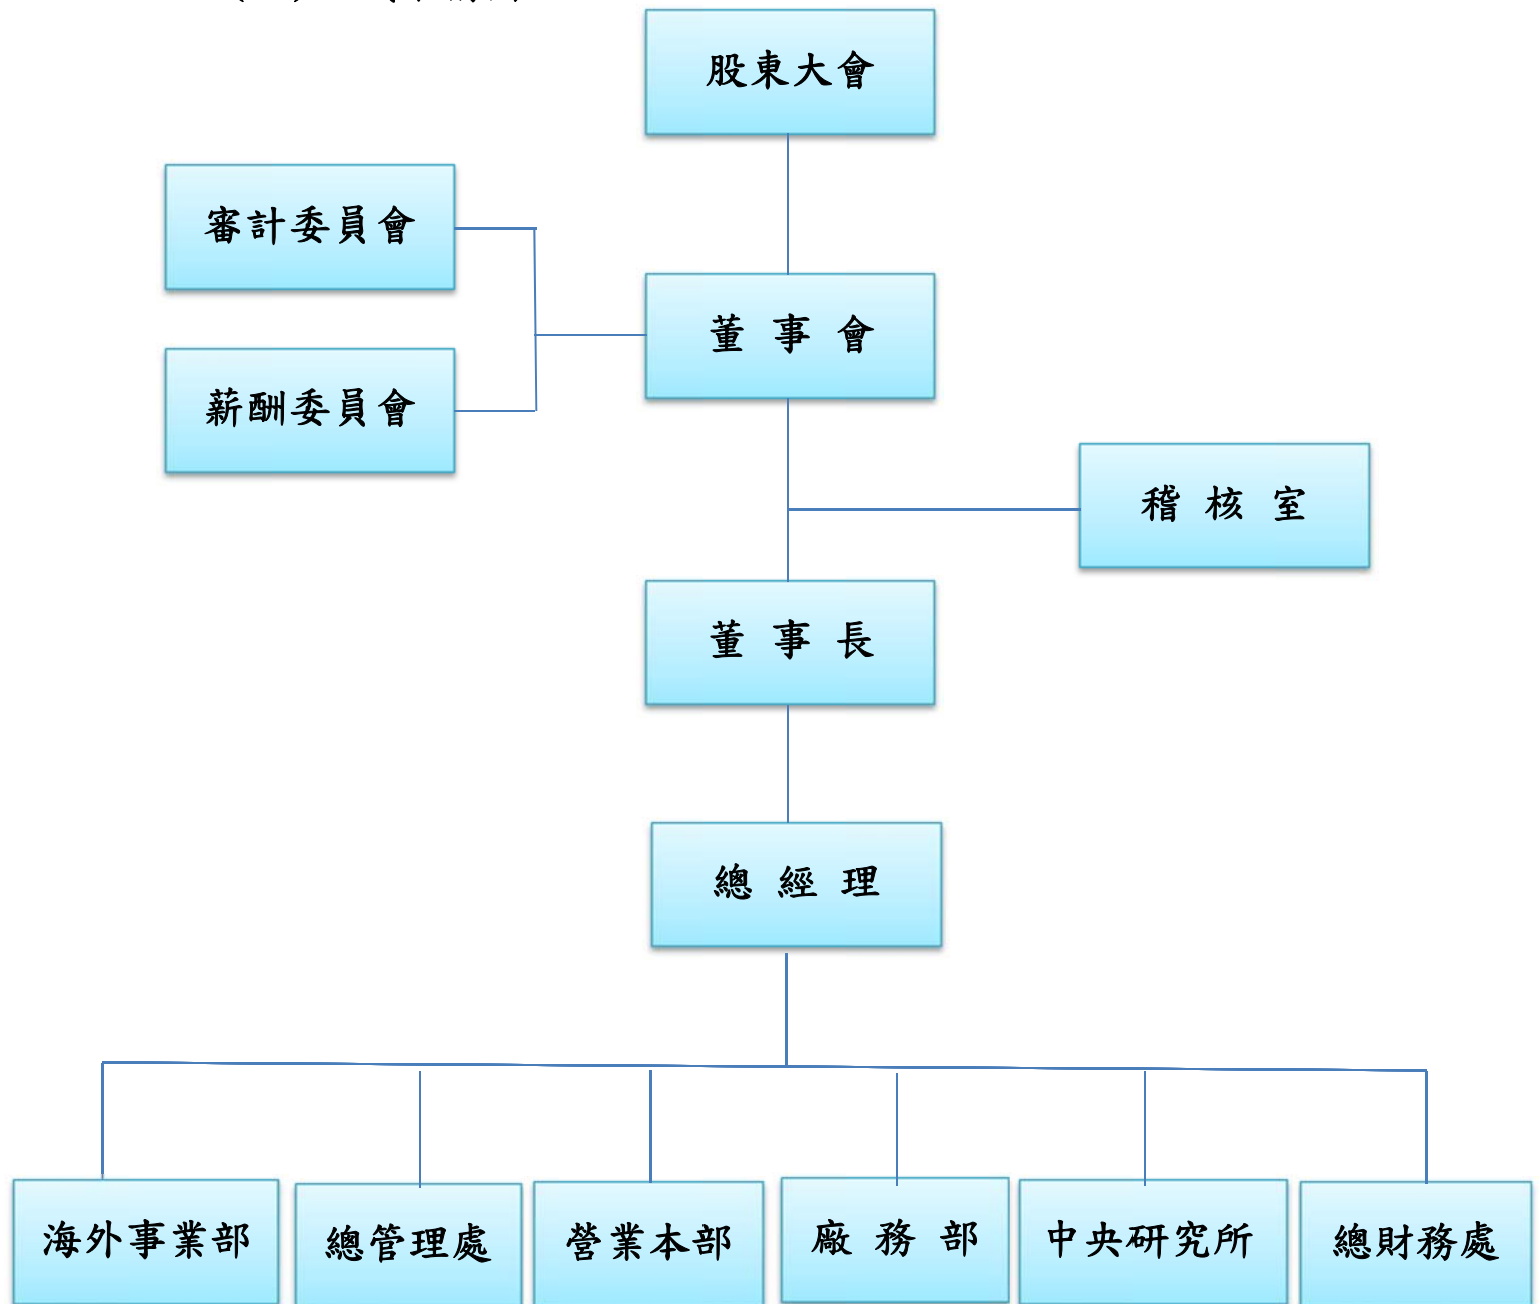 股東大會
審計委員會
董 事 會
薪酬委員會
稽 核 室
董 事 長
總 經 理
海外事業部
總管理處
營業本部
廠 務 部
中央研究所
總財務處